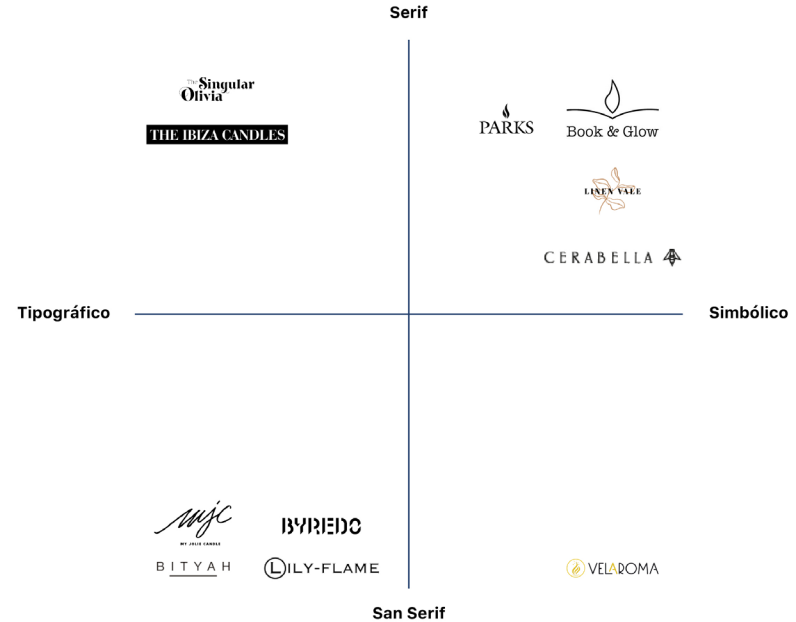 Serif
The Singular
Olivia
THE IBIZA CANDLES
PARKS
Book & Glow
LINEN VALE
CERABELLA
Tipográfico
Simbólico
mjc
MY JOLIE CANDLE
BYREDO
BITYAH
LILY-FLAME
VELAROMA
San Serif